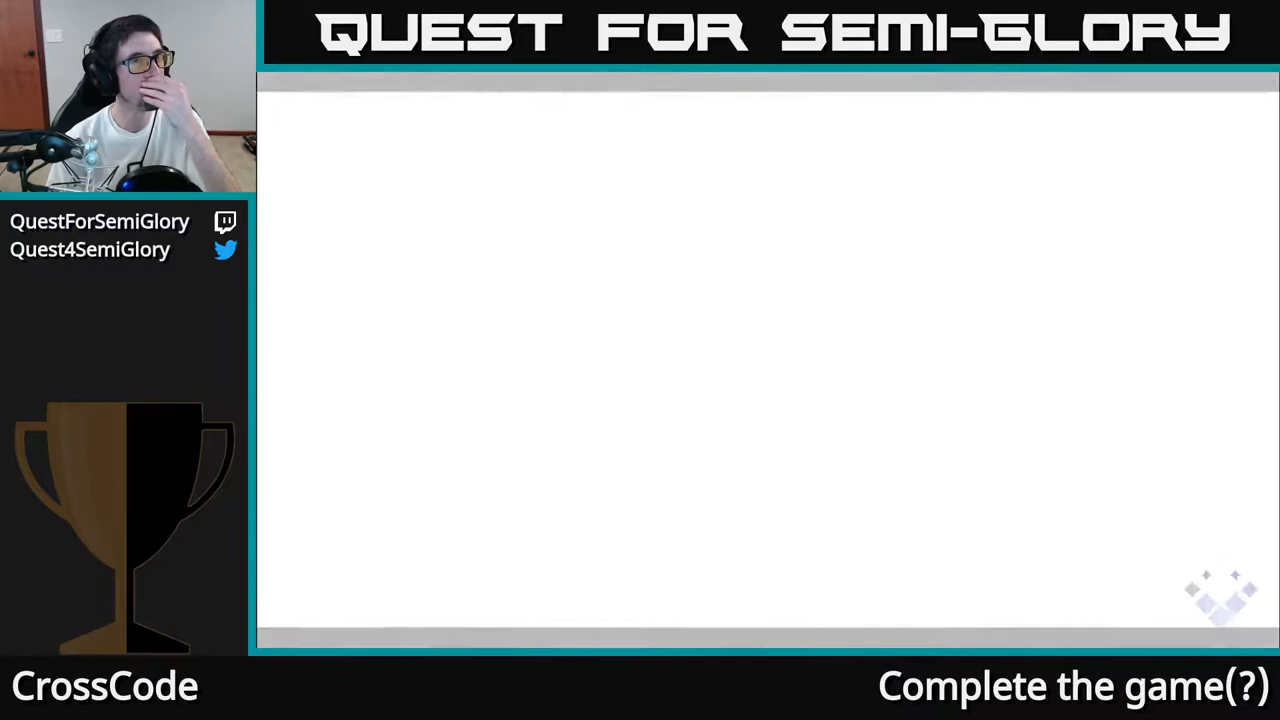 QUEST FOR SEMI-GLORY
QuestForSemiGlory
Quest4SemiGlory
CrossCode
Complete the game(?)